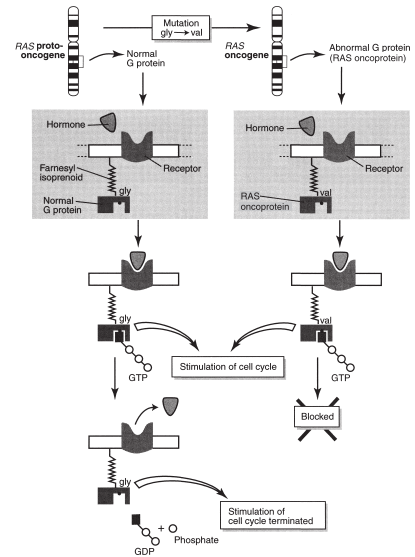 Mutation
gly → val
RAS proto-
oncogene
Normal
G protein
RAS
oncogene
Abnormal G protein
(RAS oncoprotein)
Hormone
Receptor
Farnesyl
isoprenoid
gly
Normal
G protein
Hormone
Receptor
val
RAS
oncoprotein
gly
GTP
val
GTP
Stimulation of cell cycle
Blocked
gly
Stimulation of
cell cycle terminated
+
Phosphate
GDP